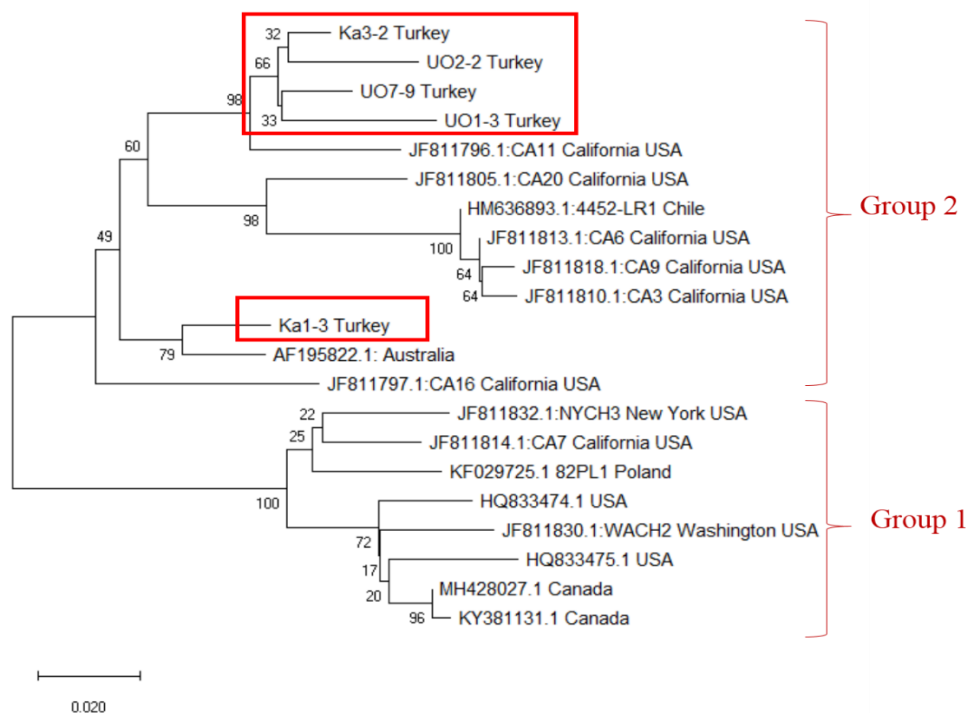 32
Ka3-2 Turkey
66
UO2-2 Turkey
98
UO7-9 Turkey
33
UO1-3 Turkey
60
JF811796.1:CA11 California USA
JF811805.1:CA20 California USA
98
HM636893.1:4452-LR1 Chile
Group 2
100
JF811813.1:CA6 California USA
49
64
JF811818.1:CA9 California USA
64
JF811810.1:CA3 California USA
Ka1-3 Turkey
79
AF195822.1: Australia
JF811797.1:CA16 California USA
22
JF811832.1:NYCH3 New York USA
25
JF811814.1:CA7 California USA
KF029725.1 82PL1 Poland
100
HQ833474.1 USA
Group 1
72
JF811830.1:WACH2 Washington USA
17
HQ833475.1 USA
20
MH428027.1 Canada
96
KY381131.1 Canada
0.020